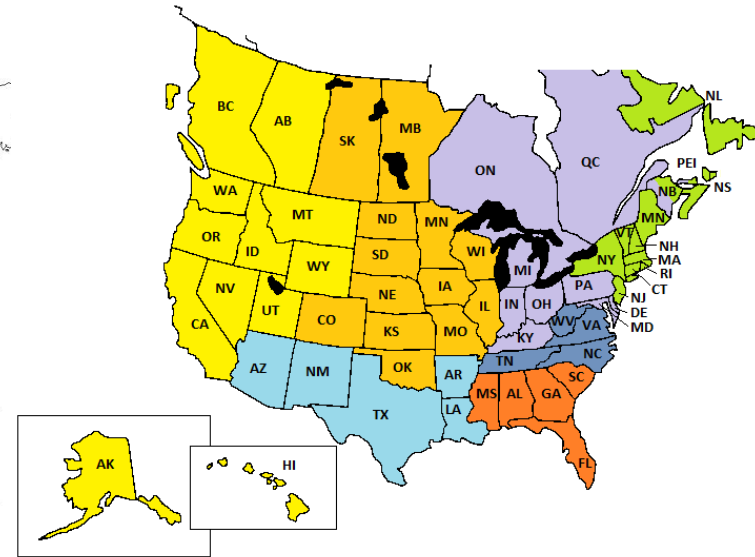 NL
BC
AB
SK
MB
ON
QC
PEI
NB
NS
WA
MT
ND
MN
MN
OR
ID
WY
SD
WI
MI
NY
VT
NH
MA
RI
CT
NV
UT
NE
IA
IL
IN
OH
PA
NJ
DE
MD
CA
CO
KS
MO
KY
WV
VA
AZ
NM
OK
AR
TN
NC
TX
LA
MS
AL
GA
SC
FL
AK
HI